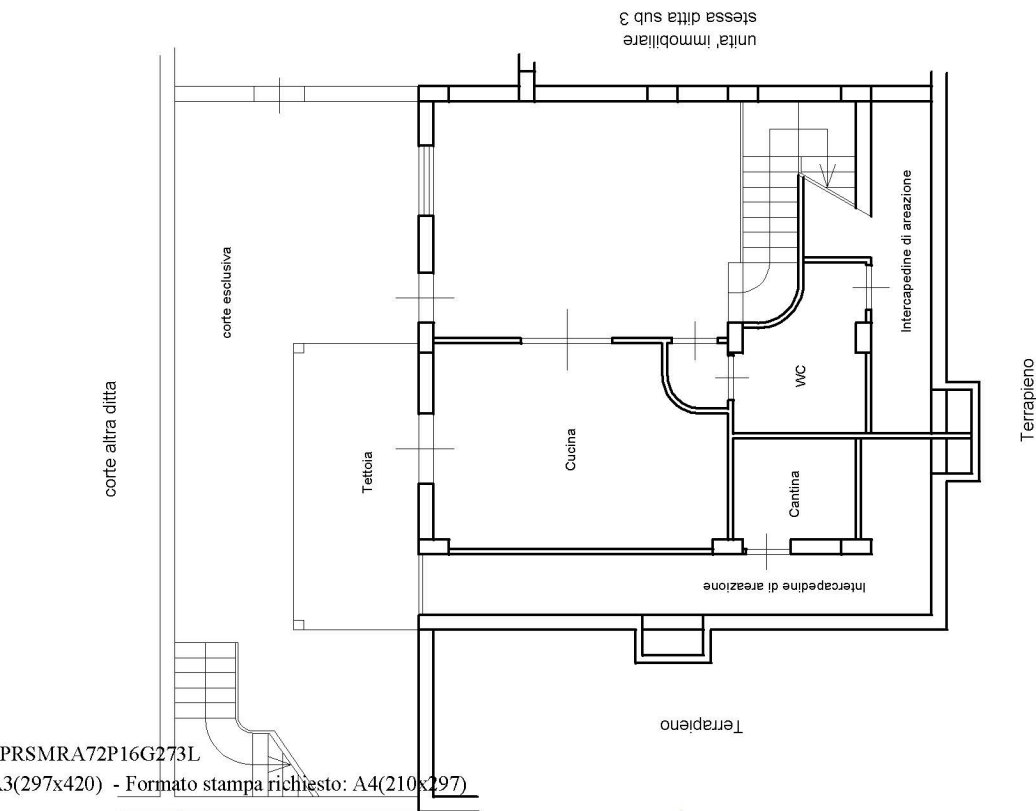 unita' immobiliare
stessa ditta sub 3
Intercapedine di areazione
corte esclusiva
Terrapieno
WC
corte altra ditta
Cucina
Tettoia
Cantina
Intercapedine di areazione
Terrapieno
PRSMRA72P16G273L
A3(297x420) - Formato stampa richiesto: A4(210x297)